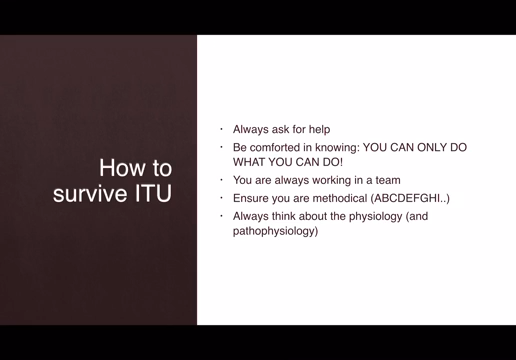 How to
survive ITU
· Always ask for help
· Be comforted in knowing: YOU CAN ONLY DO
WHAT YOU CAN DO!
· You are always working in a team
· Ensure you are methodical (ABCDEFGHI..)
· Always think about the physiology (and
pathophysiology)